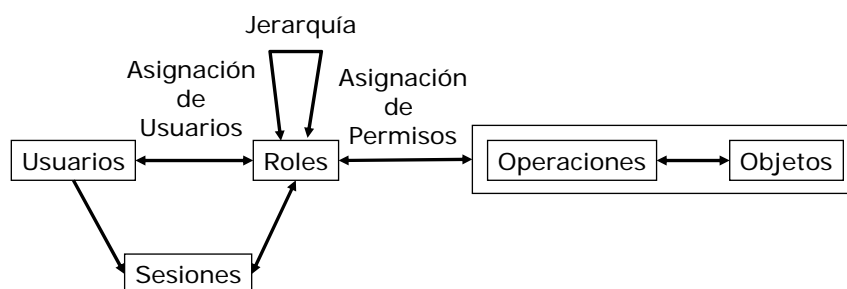 Jerarquía
Asignación
de
Usuarios
Asignación
de
Permisos
Usuarios
Roles
Operaciones
Objetos
Sesiones